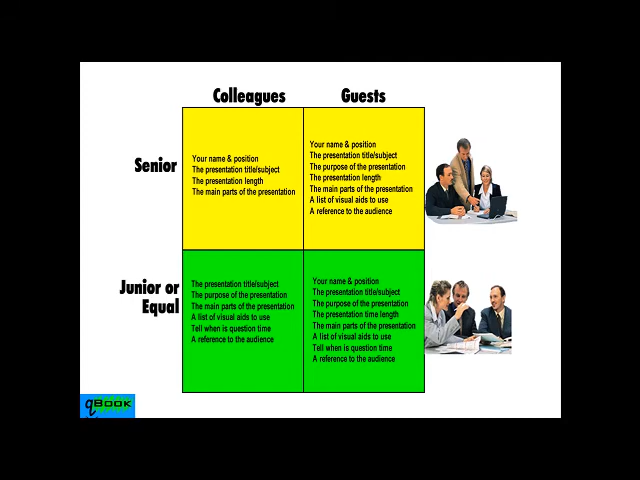 Colleagues
Guests
Senior
Your name & position
The presentation title/subject
The presentation length
The main parts of the presentation
Your name & position
The presentation title/subject
The purpose of the presentation
The presentation length
The main parts of the presentation
A list of visual aids to use
A reference to the audience
Junior or
Equal
The presentation title/subject
The purpose of the presentation
The main parts of the presentation
A list of visual aids to use
Tell when is question time
A reference to the audience
Your name & position
The presentation title/subject
The purpose of the presentation
The presentation time length
The main parts of the presentation
A list of visual aids to use
Tell when is question time
A reference to the audience
qBOOK